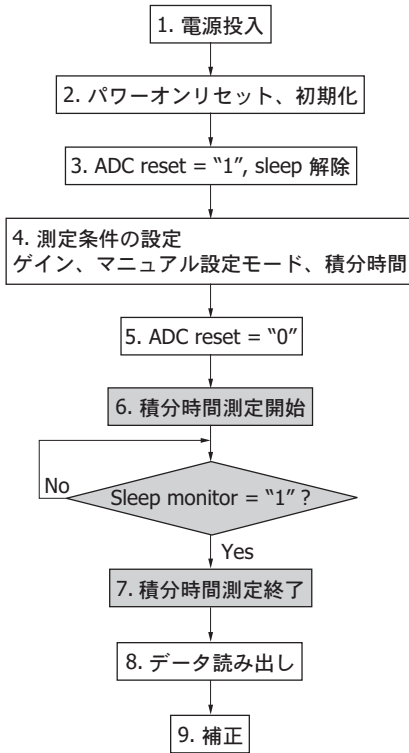 1. 電源投入
2. パワーオンリセット、初期化
3. ADC reset = “1”, sleep 解除
4. 測定条件の設定
ゲイン、マニュアル設定モード、積分時間
5. ADC reset = “0”
6. 積分時間測定開始
No
Sleep monitor = “1” ?
Yes
7. 積分時間測定終了
8. データ読み出し
9. 補正